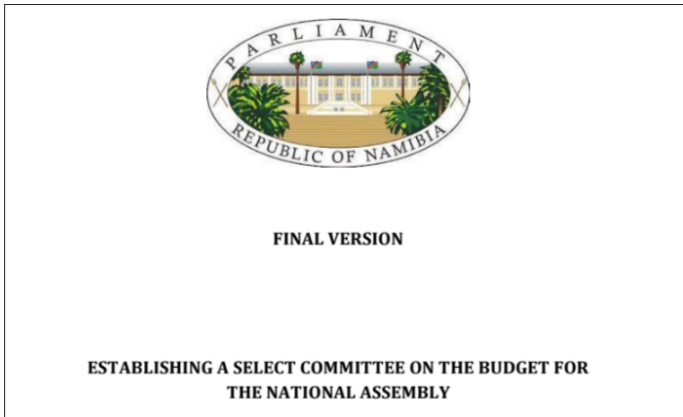 PARLIAMENT
REPUBLIC OF NAMIBIA
FINAL VERSION
ESTABLISHING A SELECT COMMITTEE ON THE BUDGET FOR
THE NATIONAL ASSEMBLY